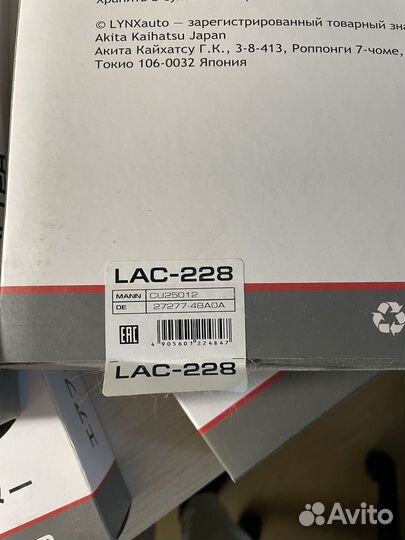 © LYNXauto — зарегистрированный товарный зна
Akita Kaihatsu Japan
Акита Кайхатсу Г.К., 3-8-413, Роппонги 7-чоме,
Токио 106-0032 Япония
LAC-228
MANN CU25012
OE 27277-4BA0A
EAC
4 905601 224847
LAC-228
Avito